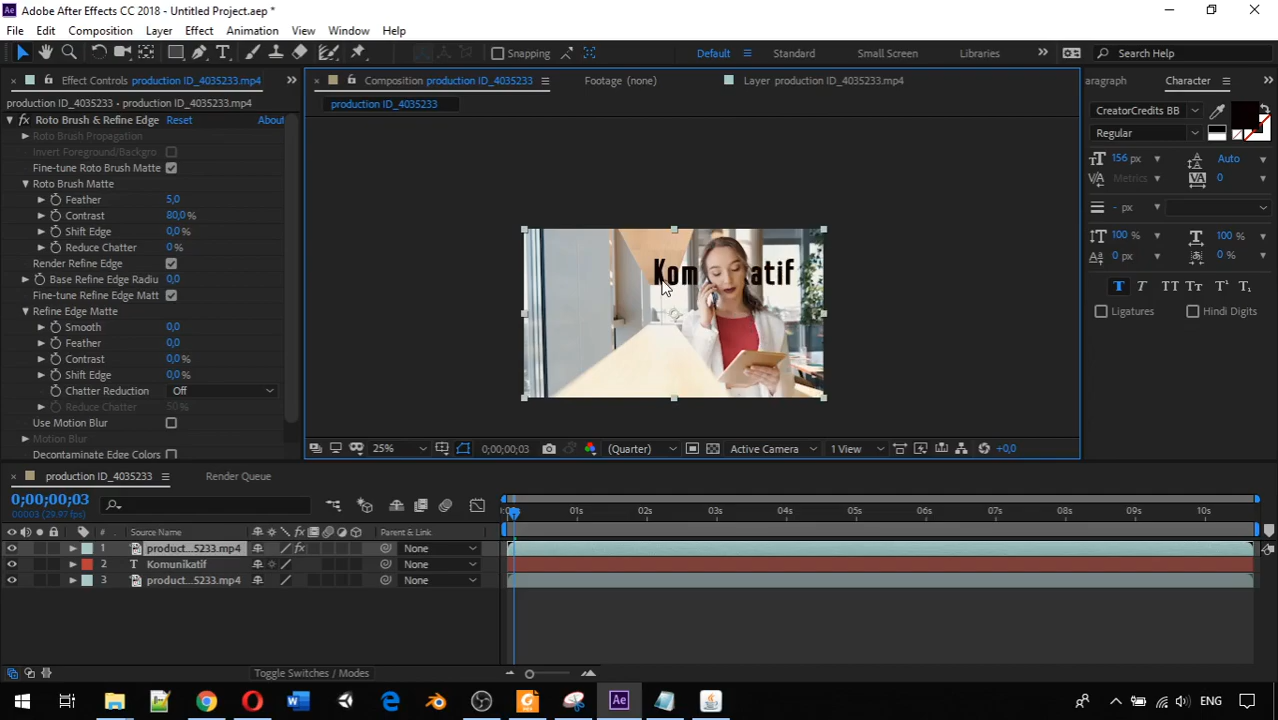 Adobe After Effects CC 2018 - Untitled Project.aep *
File Edit Composition Layer Effect Animation View Window Help
Snapping Default Standard Small Screen Libraries Search Help
Effect Controls production ID_4035233.mp4
Composition production ID_4035233 Footage (none) Layer production ID_4035233.mp4
aragraph Character
production ID_4035233 • production ID_4035233.mp4
production ID_4035233
CreatorCredits BB
Roto Brush & Refine Edge Reset About
Roto Brush Propagation
Regular
Invert Foreground/Backgro
Fine-tune Roto Brush Matte
156 px Auto
Roto Brush Matte
Metrics 0
Feather 5,0
- px
Contrast 80,0 %
Shift Edge 0,0 %
100 % 100 %
Reduce Chatter 0 %
0 px 0 %
Render Refine Edge
Base Refine Edge Radiu 0,0
T T TT Tт T¹ T₁
Fine-tune Refine Edge Matt
Ligatures Hindi Digits
Refine Edge Matte
Smooth 0,0
Feather 0,0
Contrast 0,0 %
Shift Edge 0,0 %
Chatter Reduction Off
Reduce Chatter 50 %
Use Motion Blur
Motion Blur
Decontaminate Edge Colors
Kom atif
25% 0;00;00;03 (Quarter) Active Camera 1 View +0,0
production ID_4035233 Render Queue
0;00;00;03
00003 (29.97 fps)
01s 02s 03s 04s 05s 06s 07s 08s 09s 10s
# Source Name Parent & Link
1 product...5233.mp4 None
2 T Komunikatif None
3 product...5233.mp4 None
Toggle Switches / Modes
ENG